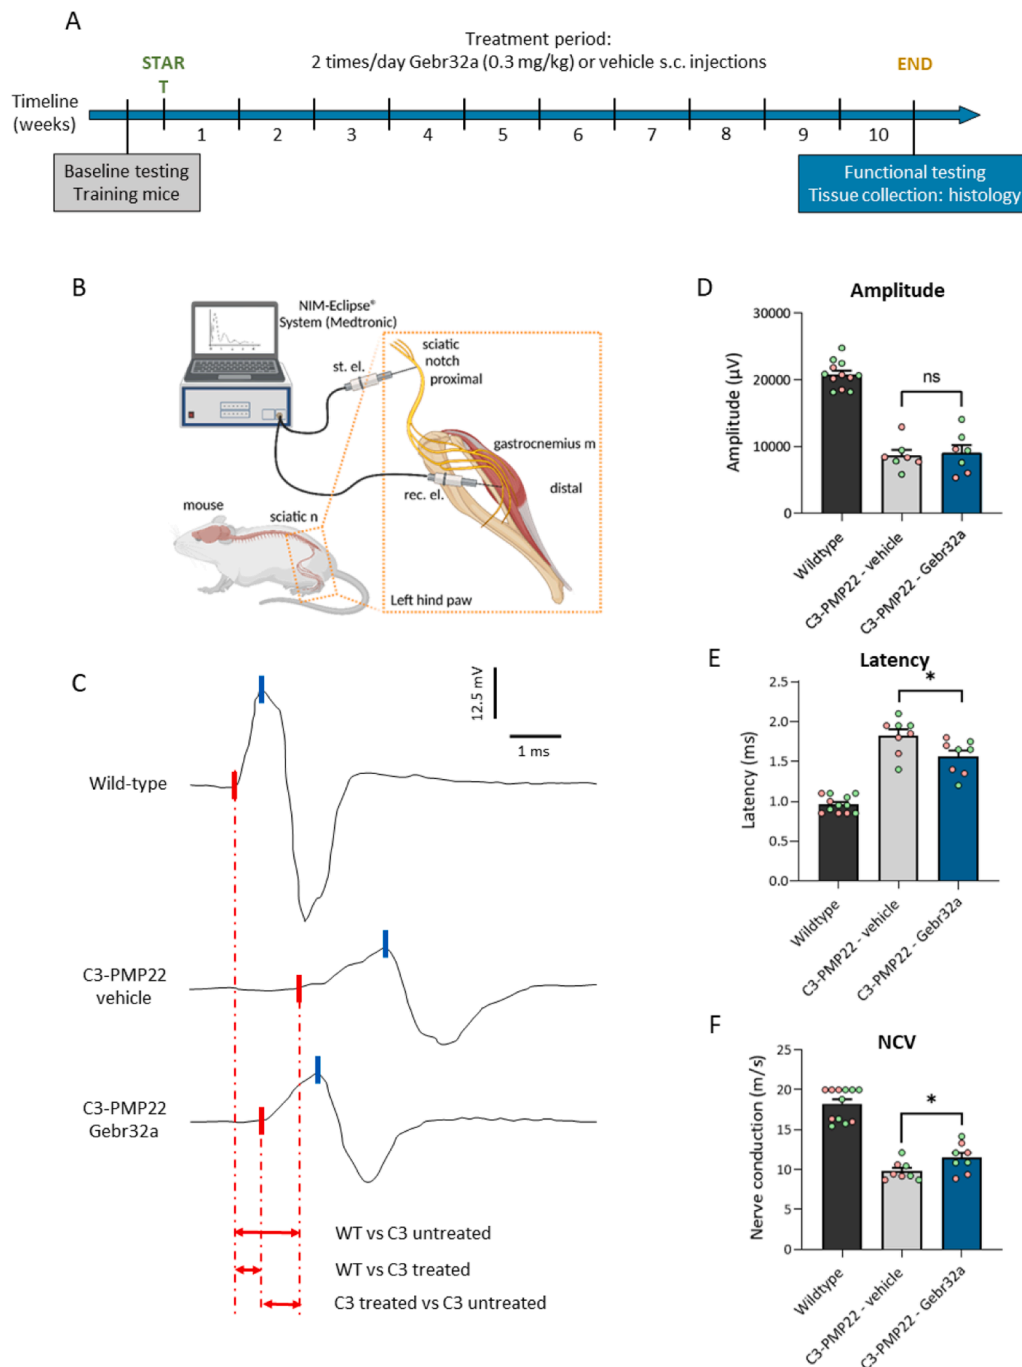 A
Treatment period:
2 times/day Gebr32a (0.3 mg/kg) or vehicle s.c. injections
STAR
T
END
Timeline
(weeks)
1 2 3 4 5 6 7 8 9 10
Baseline testing
Training mice
Functional testing
Tissue collection: histology
B
NIM-Eclipse®
System (Medtronic)
st. el.
sciatic
notch
proximal
gastrocnemius m
distal
rec. el.
mouse
sciatic n
Left hind paw
C
12.5 mV
1 ms
Wild-type
C3-PMP22
vehicle
C3-PMP22
Gebr32a
WT vs C3 untreated
WT vs C3 treated
C3 treated vs C3 untreated
D
Amplitude
Amplitude (µV)
30000
20000
10000
0
ns
Wildtype
C3-PMP22 - vehicle
C3-PMP22 - Gebr32a
E
Latency
Latency (ms)
2.5
2.0
1.5
1.0
0.5
0.0
*
Wildtype
C3-PMP22 - vehicle
C3-PMP22 - Gebr32a
F
NCV
Nerve conduction (m/s)
25
20
15
10
5
0
*
Wildtype
C3-PMP22 - vehicle
C3-PMP22 - Gebr32a